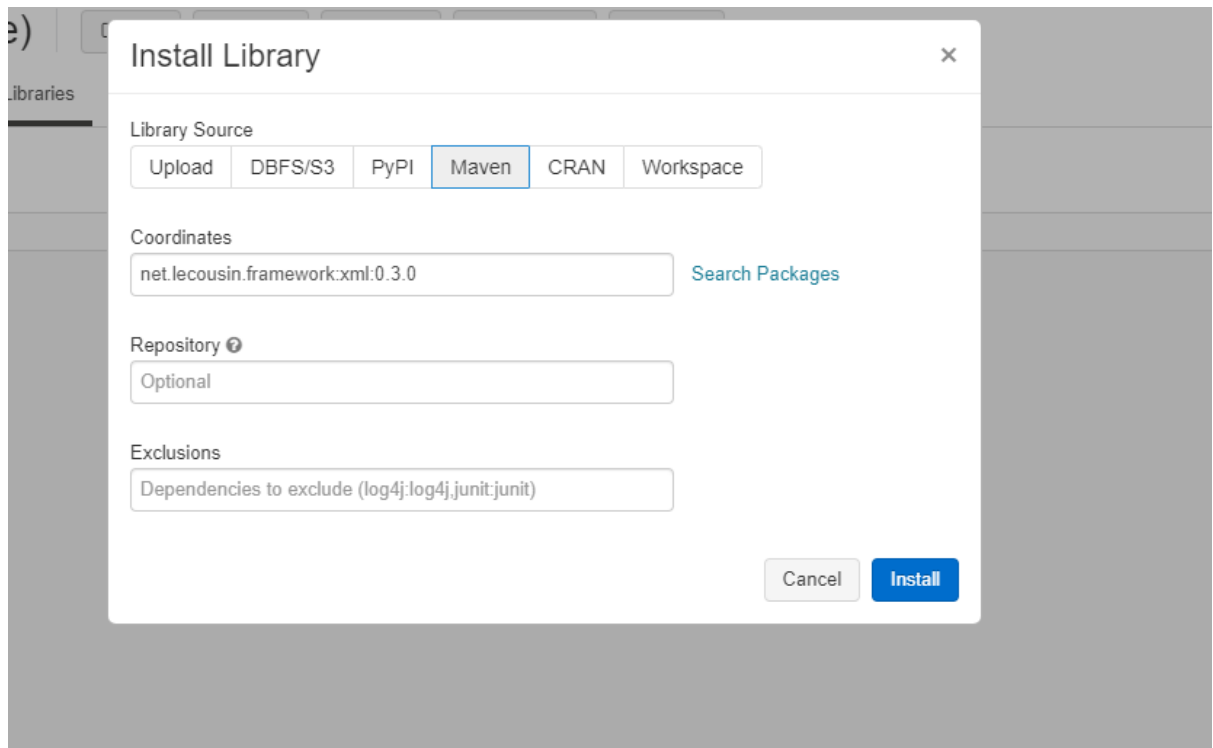 e)
Install Library
×
Libraries
Library Source
Upload DBFS/S3 PyPI Maven CRAN Workspace
Coordinates
net.lecousin.framework:xml:0.3.0 Search Packages
Repository ?
Optional
Exclusions
Dependencies to exclude (log4j:log4j,junit:junit)
Cancel Install